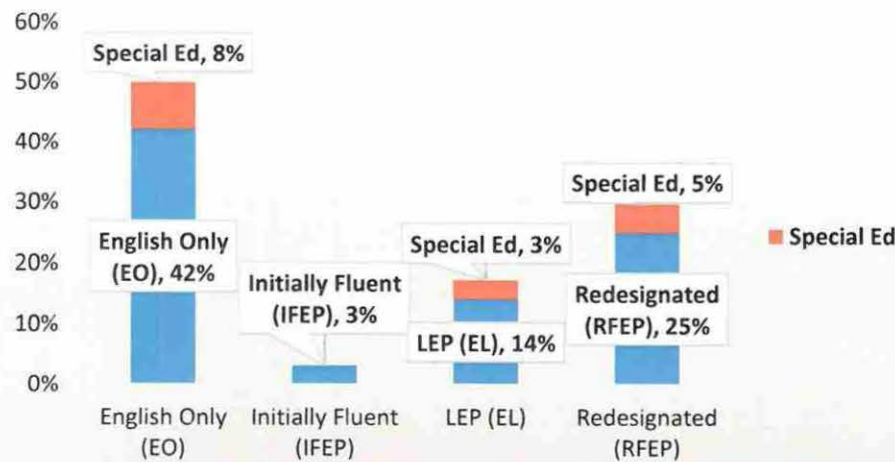 60%
50%
40%
30%
20%
10%
0%
Special Ed, 8%
English Only
(EO), 42%
Initially Fluent
(IFEP), 3%
Special Ed, 3%
LEP (EL), 14%
Special Ed, 5%
Redesignated
(RFEP), 25%
Special Ed
English Only
(EO)
Initially Fluent
(IFEP)
LEP (EL)
Redesignated
(RFEP)